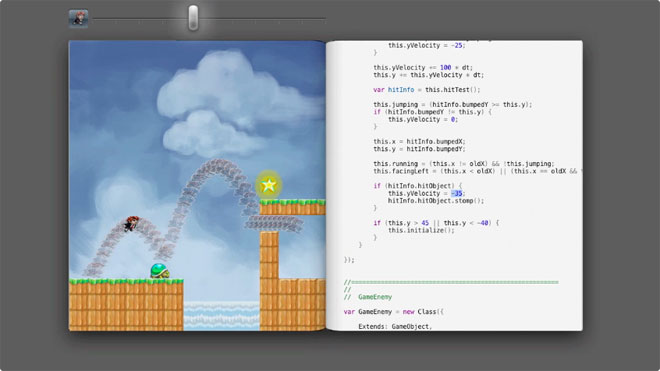 this.yVelocity = -25;
}
this.yVelocity += 100 * dt;
this.y += this.yVelocity * dt;
var hitInfo = this.hitTest();
this.jumping = (hitInfo.bumpedY >= this.y);
if (hitInfo.bumpedY != this.y) {
this.yVelocity = 0;
}
this.x = hitInfo.bumpedX;
this.y = hitInfo.bumpedY;
this.running = (this.x != oldX) && !this.jumping;
this.facingLeft = (this.x < oldX) || (this.x == oldX &&
if (hitInfo.hitObject) {
this.yVelocity = -35;
hitInfo.hitObject.stomp();
}
if (this.y > 45 || this.y < -40) {
this.initialize();
}
}
});
//==================================================
//
//  GameEnemy
var GameEnemy = new Class({
Extends: GameObject,